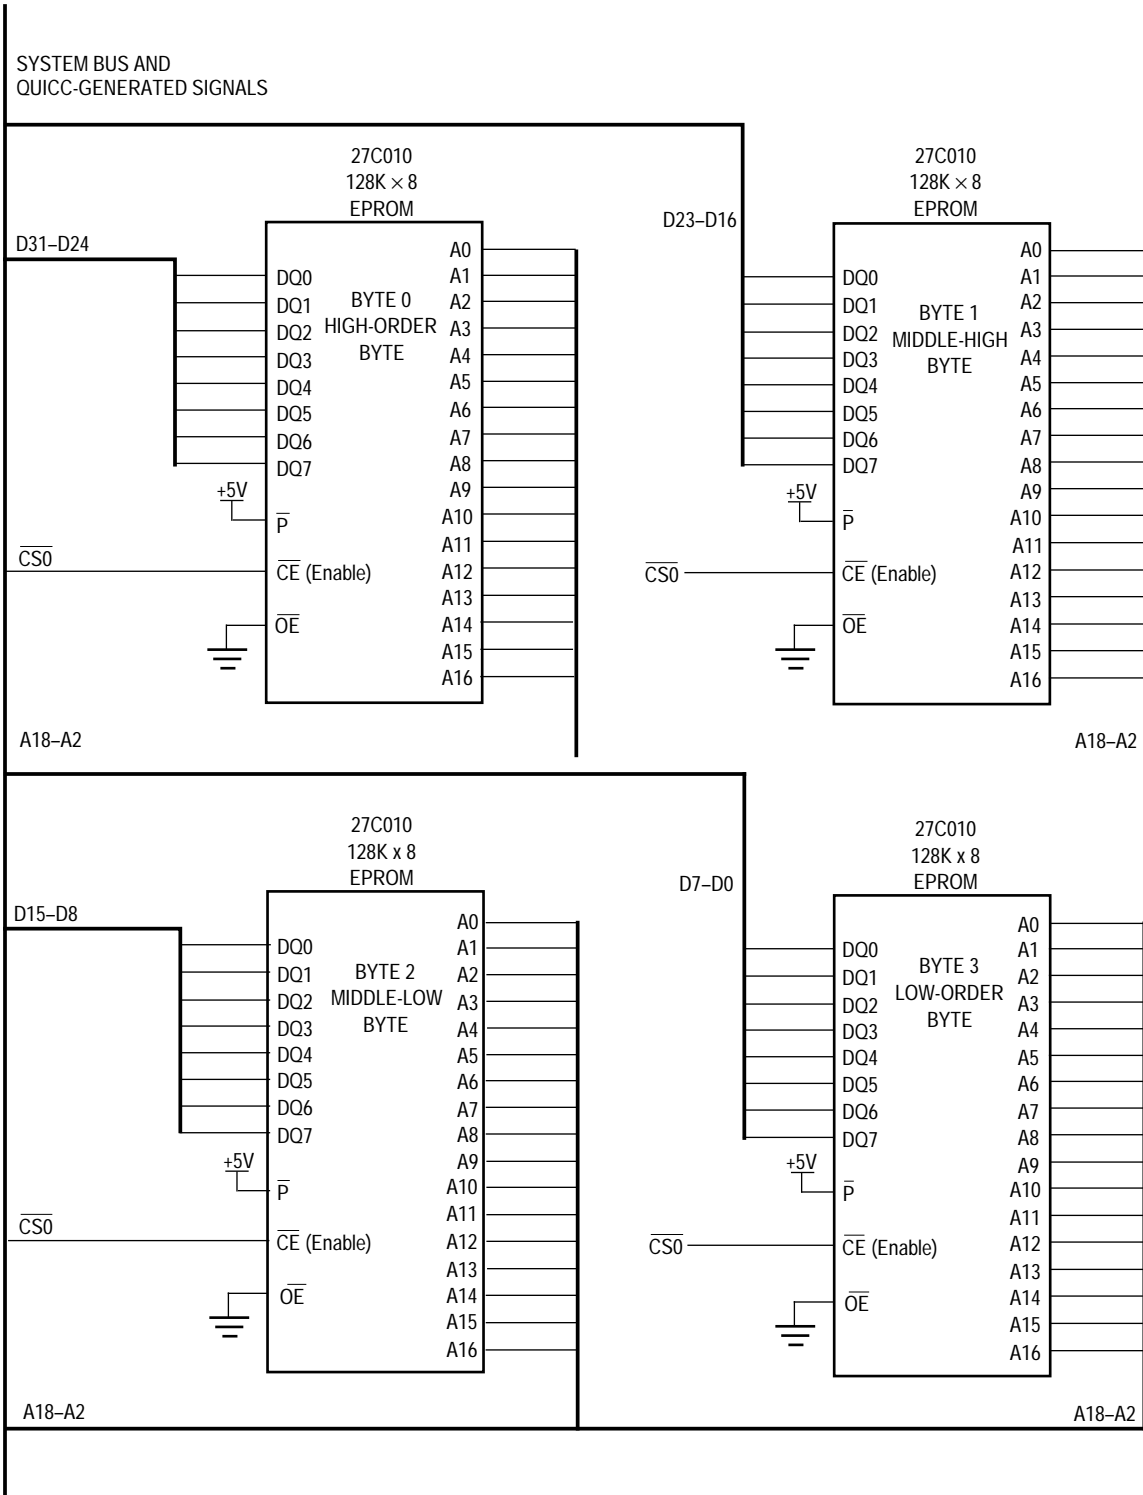 SYSTEM BUS AND
QUICC-GENERATED SIGNALS
27C010
128K × 8
EPROM
D31–D24
DQ0
DQ1
DQ2
DQ3
DQ4
DQ5
DQ6
DQ7
BYTE 0
HIGH-ORDER
BYTE
+5V
P
CS0
CE (Enable)
OE
A0
A1
A2
A3
A4
A5
A6
A7
A8
A9
A10
A11
A12
A13
A14
A15
A16
A18–A2
27C010
128K × 8
EPROM
D23–D16
DQ0
DQ1
DQ2
DQ3
DQ4
DQ5
DQ6
DQ7
BYTE 1
MIDDLE-HIGH
BYTE
+5V
P
CS0
CE (Enable)
OE
A0
A1
A2
A3
A4
A5
A6
A7
A8
A9
A10
A11
A12
A13
A14
A15
A16
A18–A2
27C010
128K x 8
EPROM
D15–D8
DQ0
DQ1
DQ2
DQ3
DQ4
DQ5
DQ6
DQ7
BYTE 2
MIDDLE-LOW
BYTE
+5V
P
CS0
CE (Enable)
OE
A0
A1
A2
A3
A4
A5
A6
A7
A8
A9
A10
A11
A12
A13
A14
A15
A16
A18–A2
27C010
128K x 8
EPROM
D7–D0
DQ0
DQ1
DQ2
DQ3
DQ4
DQ5
DQ6
DQ7
BYTE 3
LOW-ORDER
BYTE
+5V
P
CS0
CE (Enable)
OE
A0
A1
A2
A3
A4
A5
A6
A7
A8
A9
A10
A11
A12
A13
A14
A15
A16
A18–A2